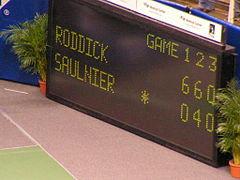 RODDICK GAME 1 2 3
SAULNIER 6 6 0
* 0 4 0